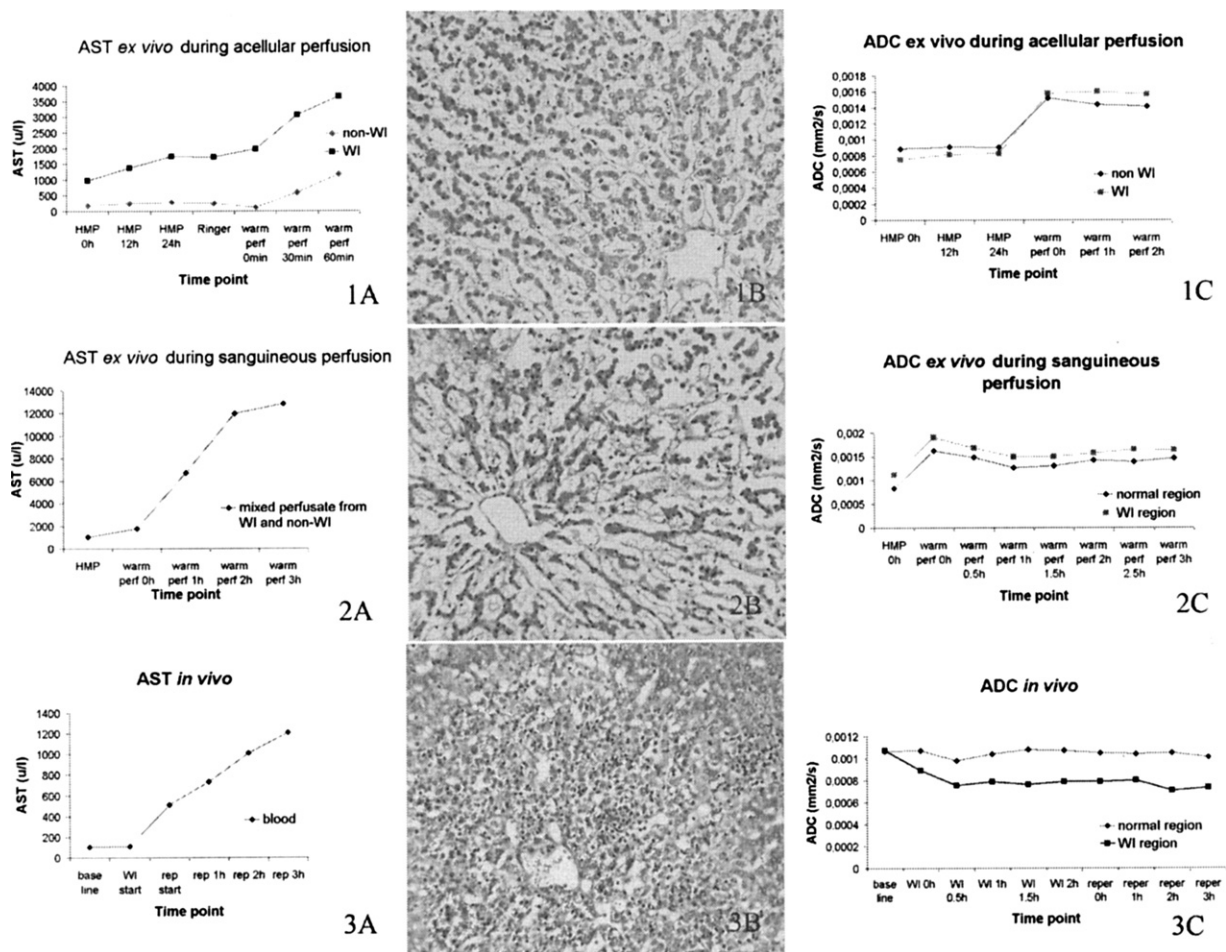 AST ex vivo during acellular perfusion
AST (u/l)
4000
3500
3000
2500
2000
1500
1000
500
0
non-WI
WI
HMP 0h
HMP 12h
HMP 24h
Ringer
warm perf 0min
warm perf 30min
warm perf 60min
Time point
1A
1B
ADC ex vivo during acellular perfusion
ADC (mm2/s)
0,0018
0,0016
0,0014
0,0012
0,001
0,0008
0,0006
0,0004
0,0002
0
non WI
WI
HMP 0h
HMP 12h
HMP 24h
warm perf 0h
warm perf 1h
warm perf 2h
Time point
1C
AST ex vivo during sanguineous perfusion
AST (u/l)
14000
12000
10000
8000
6000
4000
2000
0
mixed perfusate from
WI and non-WI
HMP
warm perf 0h
warm perf 1h
warm perf 2h
warm perf 3h
Time point
2A
2B
ADC ex vivo during sanguineous
perfusion
ADC (mm2/s)
0,002
0,0015
0,001
0,0005
0
normal region
WI region
HMP 0h
warm perf 0h
warm perf 0.5h
warm perf 1h
warm perf 1.5h
warm perf 2h
warm perf 2.5h
warm perf 3h
Time point
2C
AST in vivo
AST (u/l)
1400
1200
1000
800
600
400
200
0
blood
base line
WI start
rep start
rep 1h
rep 2h
rep 3h
Time point
3A
3B
ADC in vivo
ADC (mm2/s)
0,0012
0,001
0,0008
0,0006
0,0004
0,0002
0
normal region
WI region
base line
WI 0h
WI 0.5h
WI 1h
WI 1.5h
WI 2h
reper 0h
reper 1h
reper 2h
reper 3h
Time point
3C